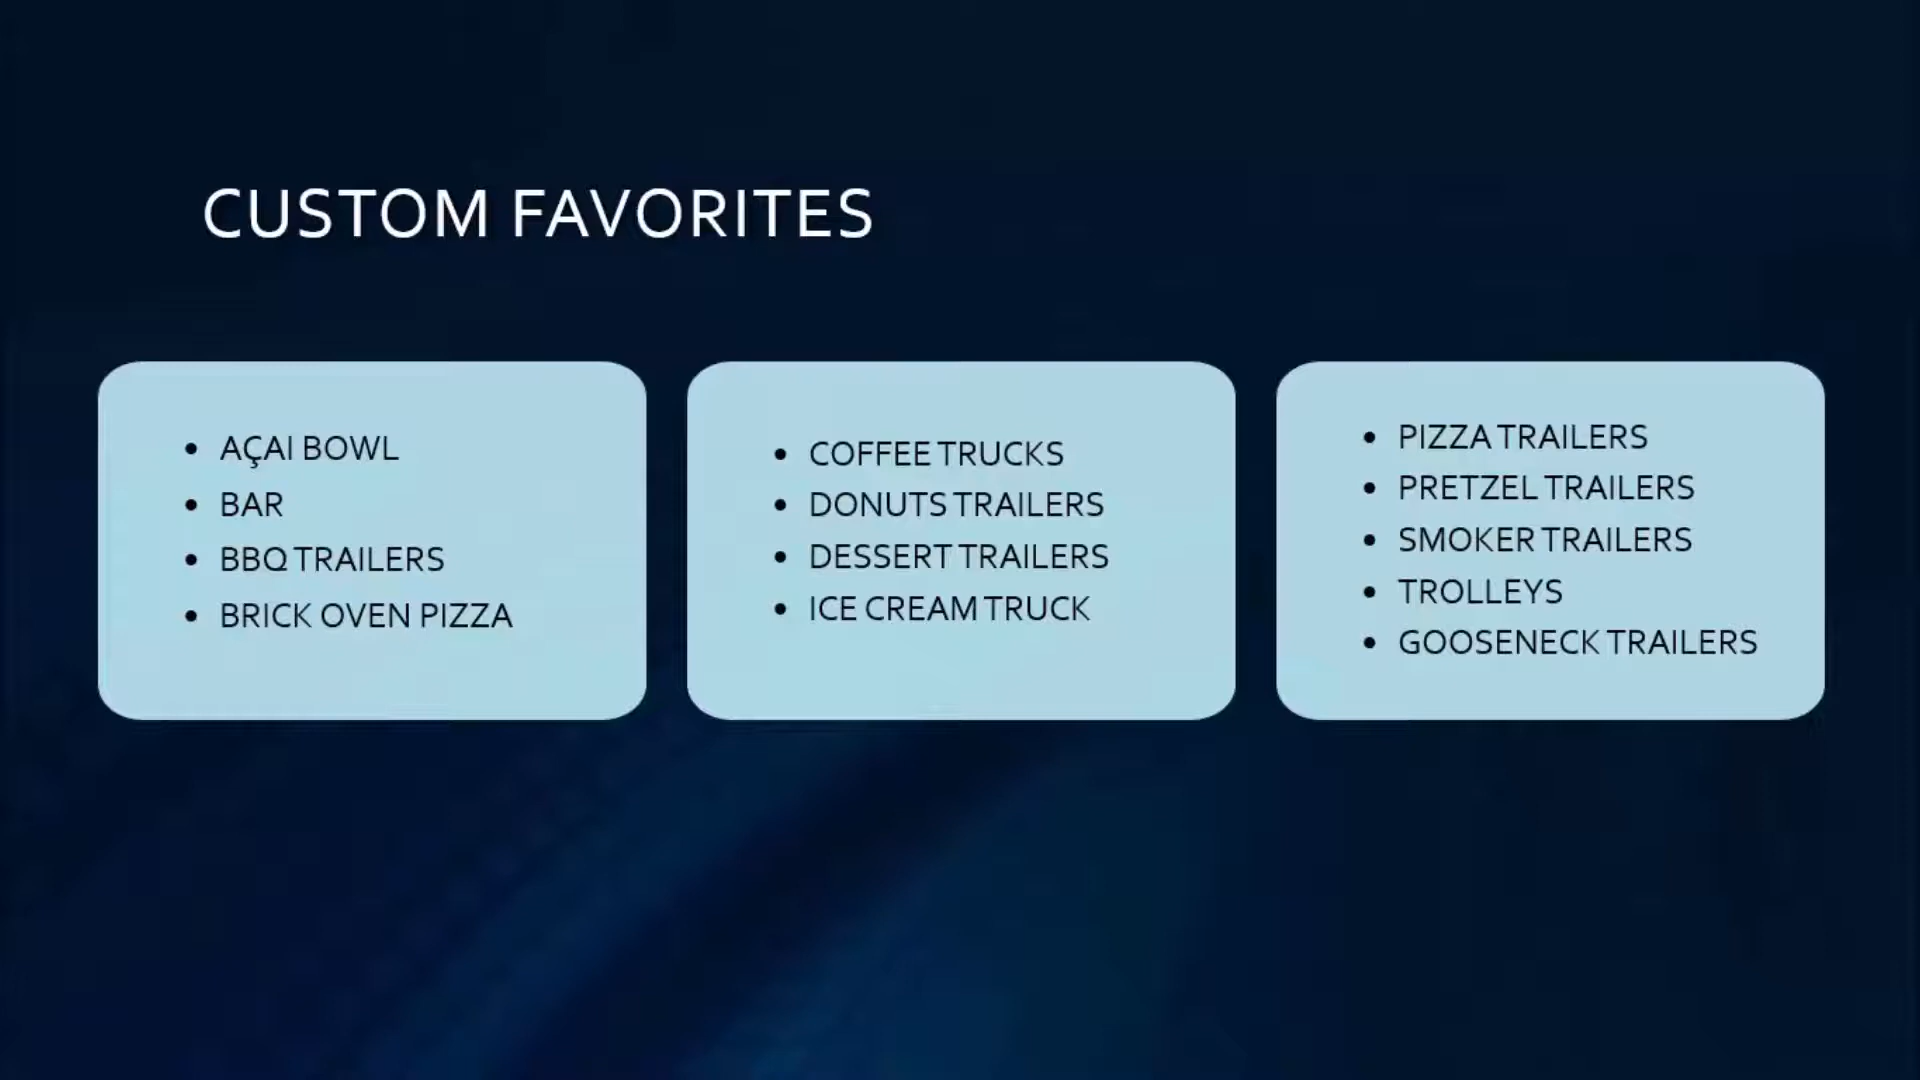 CUSTOM FAVORITES
AÇAI BOWL
BAR
BBQ TRAILERS
BRICK OVEN PIZZA
COFFEE TRUCKS
DONUTS TRAILERS
DESSERT TRAILERS
ICE CREAM TRUCK
PIZZA TRAILERS
PRETZEL TRAILERS
SMOKER TRAILERS
TROLLEYS
GOOSENECK TRAILERS